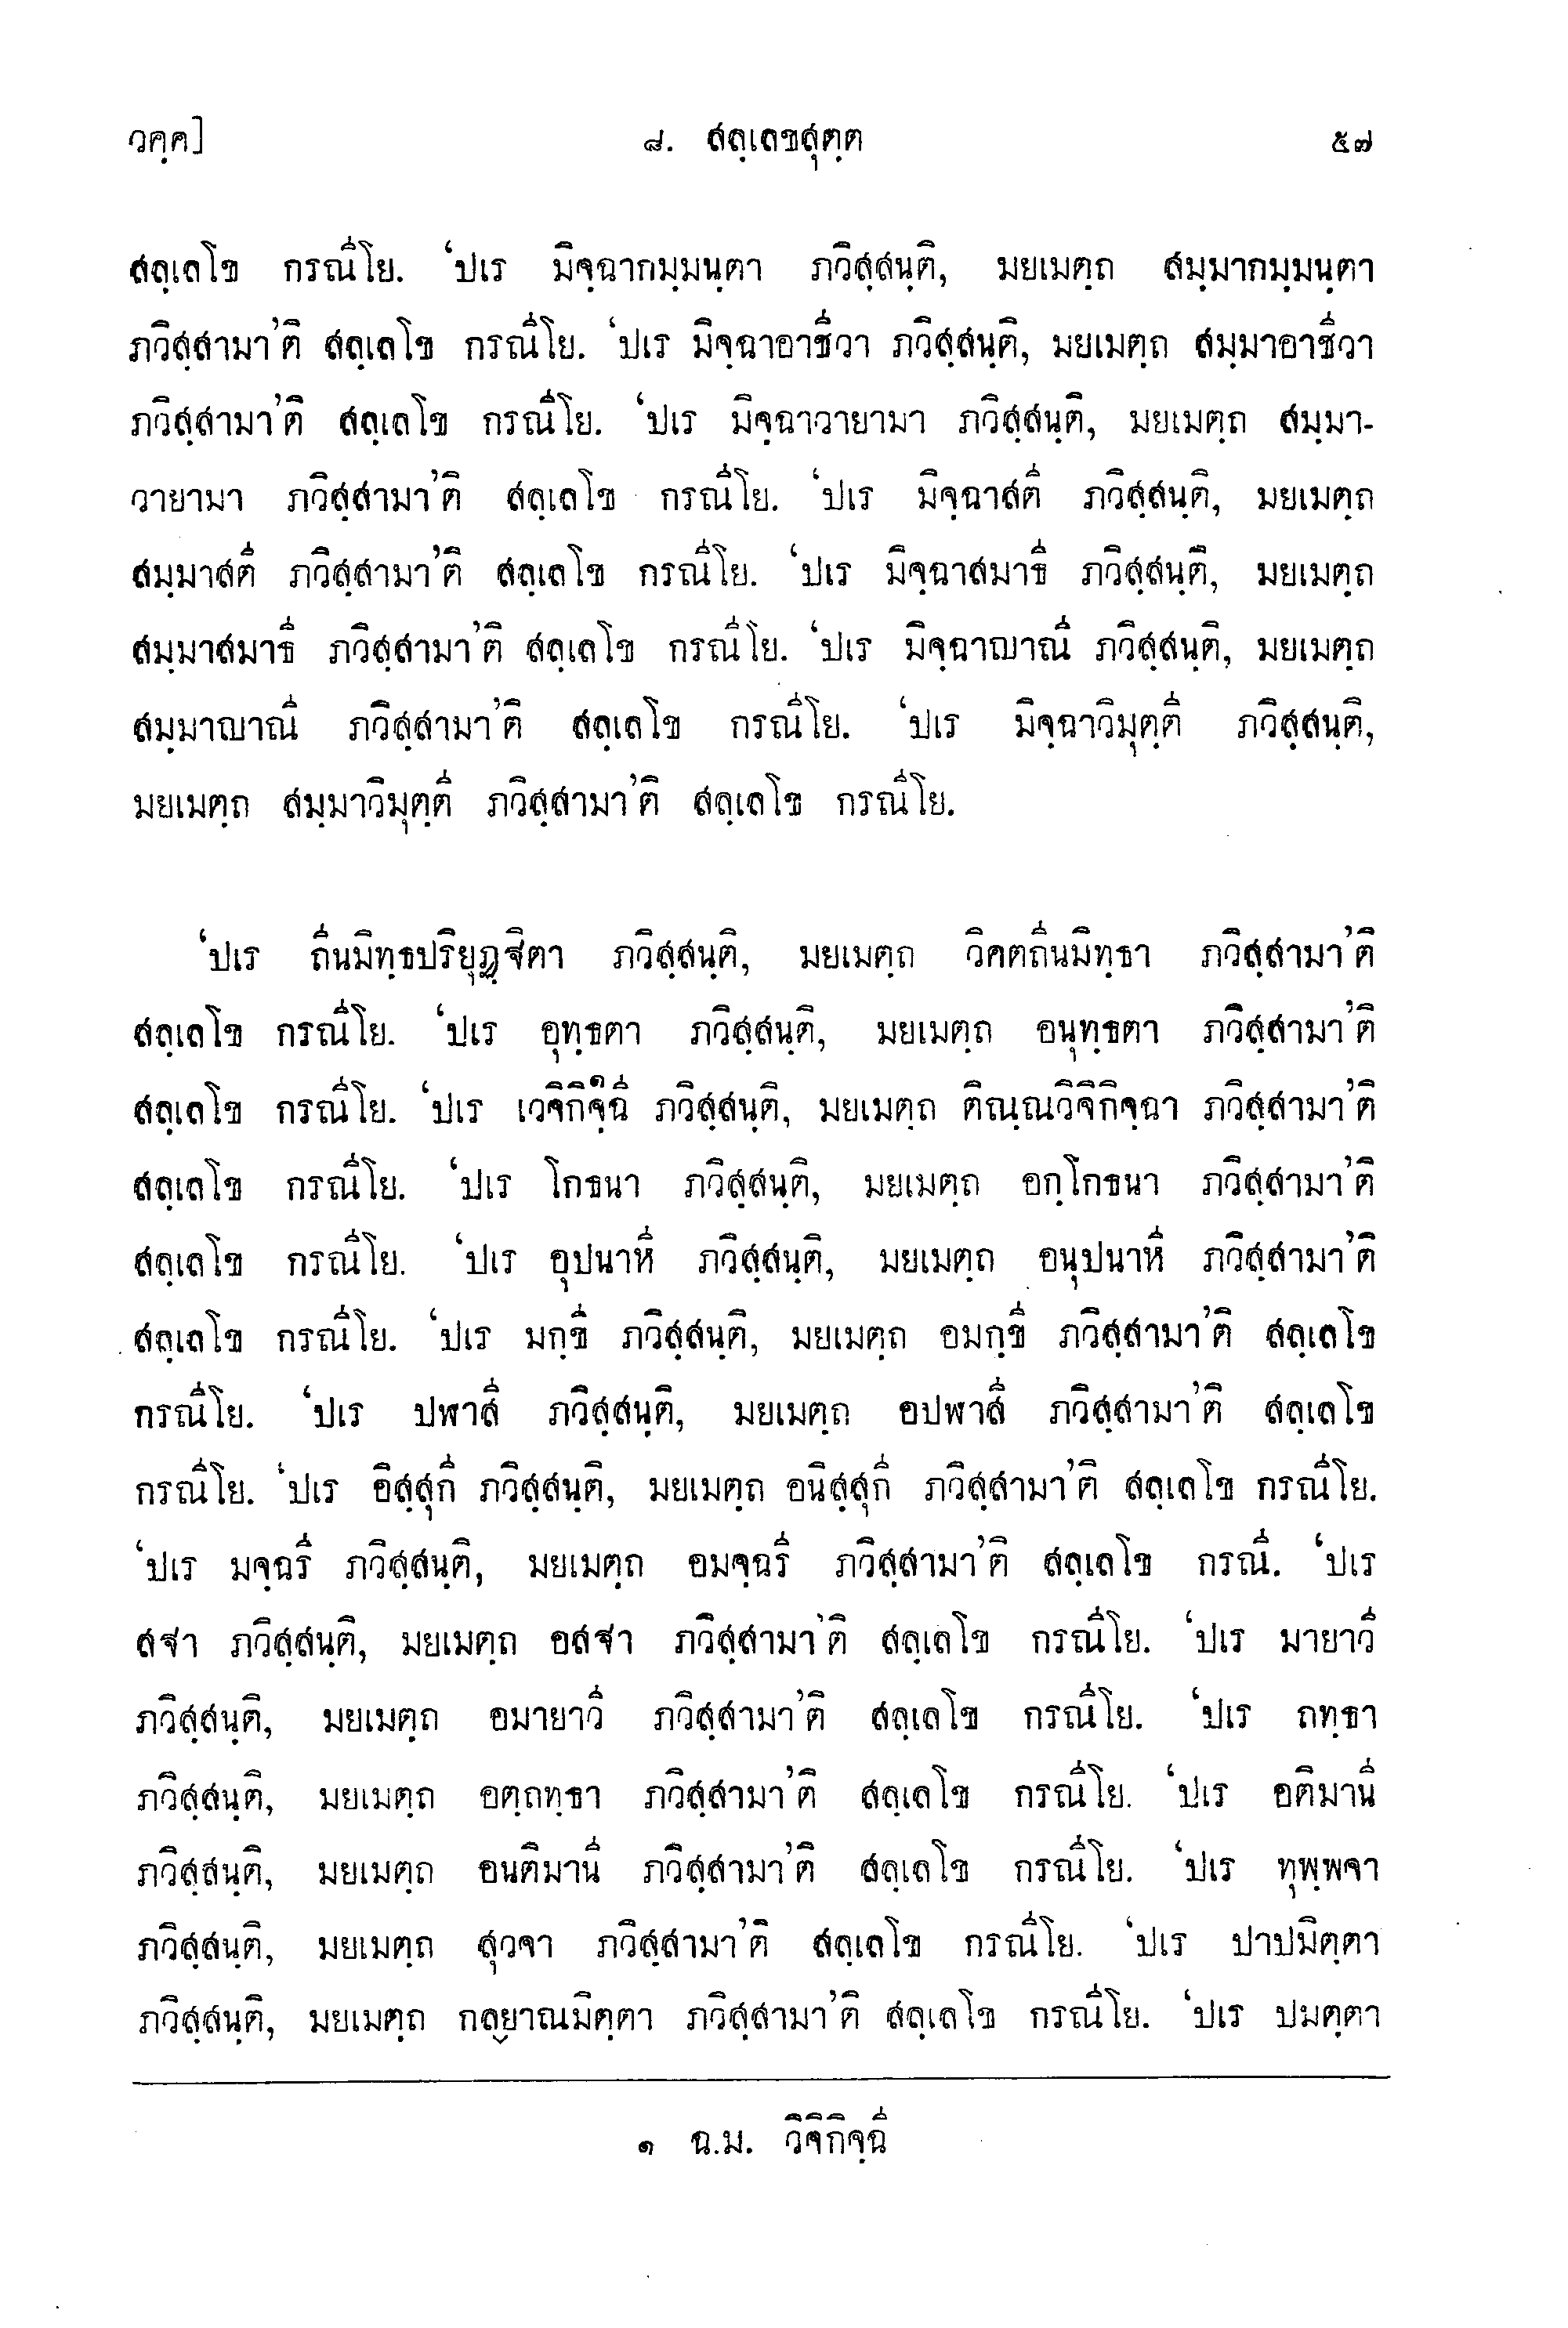 วคฺค]
๘. สลฺเลขสุตฺต
๕๗
สลฺเลโข กรณีโย. ‘ปเร มิจฺฉากมฺมนฺตา ภวิสฺสนฺติ, มยเมตฺถ สมฺมากมฺมนฺตา
ภวิสฺสามา’ติ สลฺเลโข กรณีโย. ‘ปเร มิจฺฉาอาชีวา ภวิสฺสนฺติ, มยเมตฺถ สมฺมาอาชีวา
ภวิสฺสามา’ติ สลฺเลโข กรณีโย. ‘ปเร มิจฺฉาวายามา ภวิสฺสนฺติ, มยเมตฺถ สมฺมา-
วายามา ภวิสฺสามา’ติ สลฺเลโข กรณีโย. ‘ปเร มิจฺฉาสตี ภวิสฺสนฺติ, มยเมตฺถ
สมฺมาสตี ภวิสฺสามา’ติ สลฺเลโข กรณีโย. ‘ปเร มิจฺฉาสมาธี ภวิสฺสนฺติ, มยเมตฺถ
สมฺมาสมาธี ภวิสฺสามา’ติ สลฺเลโข กรณีโย. ‘ปเร มิจฺฉาญาณี ภวิสฺสนฺติ, มยเมตฺถ
สมฺมาญาณี ภวิสฺสามา’ติ สลฺเลโข กรณีโย. ‘ปเร มิจฺฉาวิมุตฺตี ภวิสฺสนฺติ,
มยเมตฺถ สมฺมาวิมุตฺตี ภวิสฺสามา’ติ สลฺเลโข กรณีโย.
‘ปเร ถีนมิทฺธปริยุฏฺฐิตา ภวิสฺสนฺติ, มยเมตฺถ วิคตถีนมิทฺธา ภวิสฺสามา’ติ
สลฺเลโข กรณีโย. ‘ปเร อุทฺธตา ภวิสฺสนฺติ, มยเมตฺถ อนุทฺธตา ภวิสฺสามา’ติ
สลฺเลโข กรณีโย. ‘ปเร เวจิกิจฺฉี๑ ภวิสฺสนฺติ, มยเมตฺถ ติณฺณวิจิกิจฺฉา ภวิสฺสามา’ติ
สลฺเลโข กรณีโย. ‘ปเร โกธนา ภวิสฺสนฺติ, มยเมตฺถ อกฺโกธนา ภวิสฺสามา’ติ
สลฺเลโข กรณีโย. ‘ปเร อุปนาหี ภวิสฺสนฺติ, มยเมตฺถ อนุปนาหี ภวิสฺสามา’ติ
สลฺเลโข กรณีโย. ‘ปเร มกฺขี ภวิสฺสนฺติ, มยเมตฺถ อมกฺขี ภวิสฺสามา’ติ สลฺเลโข
กรณีโย. ‘ปเร ปฬาสี ภวิสฺสนฺติ, มยเมตฺถ อปฬาสี ภวิสฺสามา’ติ สลฺเลโข
กรณีโย. ‘ปเร อิสฺสุกี ภวิสฺสนฺติ, มยเมตฺถ อนิสฺสุกี ภวิสฺสามา’ติ สลฺเลโข กรณีโย.
‘ปเร มจฺฉรี ภวิสฺสนฺติ, มยเมตฺถ อมจฺฉรี ภวิสฺสามา’ติ สลฺเลโข กรณี. ‘ปเร
สฐา ภวิสฺสนฺติ, มยเมตฺถ อสฐา ภวิสฺสามา’ติ สลฺเลโข กรณีโย. ‘ปเร มายาวี
ภวิสฺสนฺติ, มยเมตฺถ อมายาวี ภวิสฺสามา’ติ สลฺเลโข กรณีโย. ‘ปเร ถทฺธา
ภวิสฺสนฺติ, มยเมตฺถ อตฺถทฺธา ภวิสฺสามา’ติ สลฺเลโข กรณีโย. ‘ปเร อติมานี
ภวิสฺสนฺติ, มยเมตฺถ อนติมานี ภวิสฺสามา’ติ สลฺเลโข กรณีโย. ‘ปเร ทุพฺพจา
ภวิสฺสนฺติ, มยเมตฺถ สุวจา ภวิสฺสามา’ติ สลฺเลโข กรณีโย. ‘ปเร ปาปมิตฺตา
ภวิสฺสนฺติ, มยเมตฺถ กลฺยาณมิตฺตา ภวิสฺสามา’ติ สลฺเลโข กรณีโย. ‘ปเร ปมตฺตา
๑ ฉ.ม. วิจิกิจฺฉี